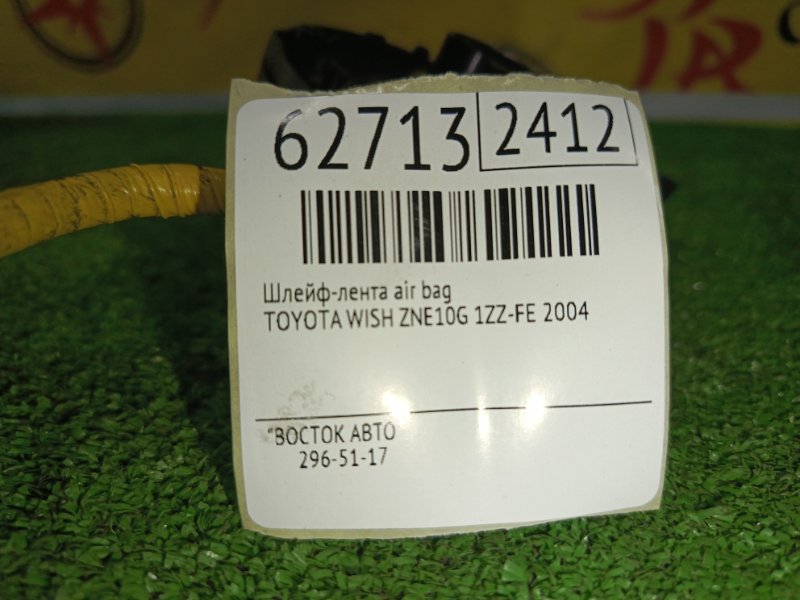 62713 2412
Шлейф-лента air bag
TOYOTA WISH ZNE10G 1ZZ-FE 2004
"ВОСТОК АВТО
296-51-17